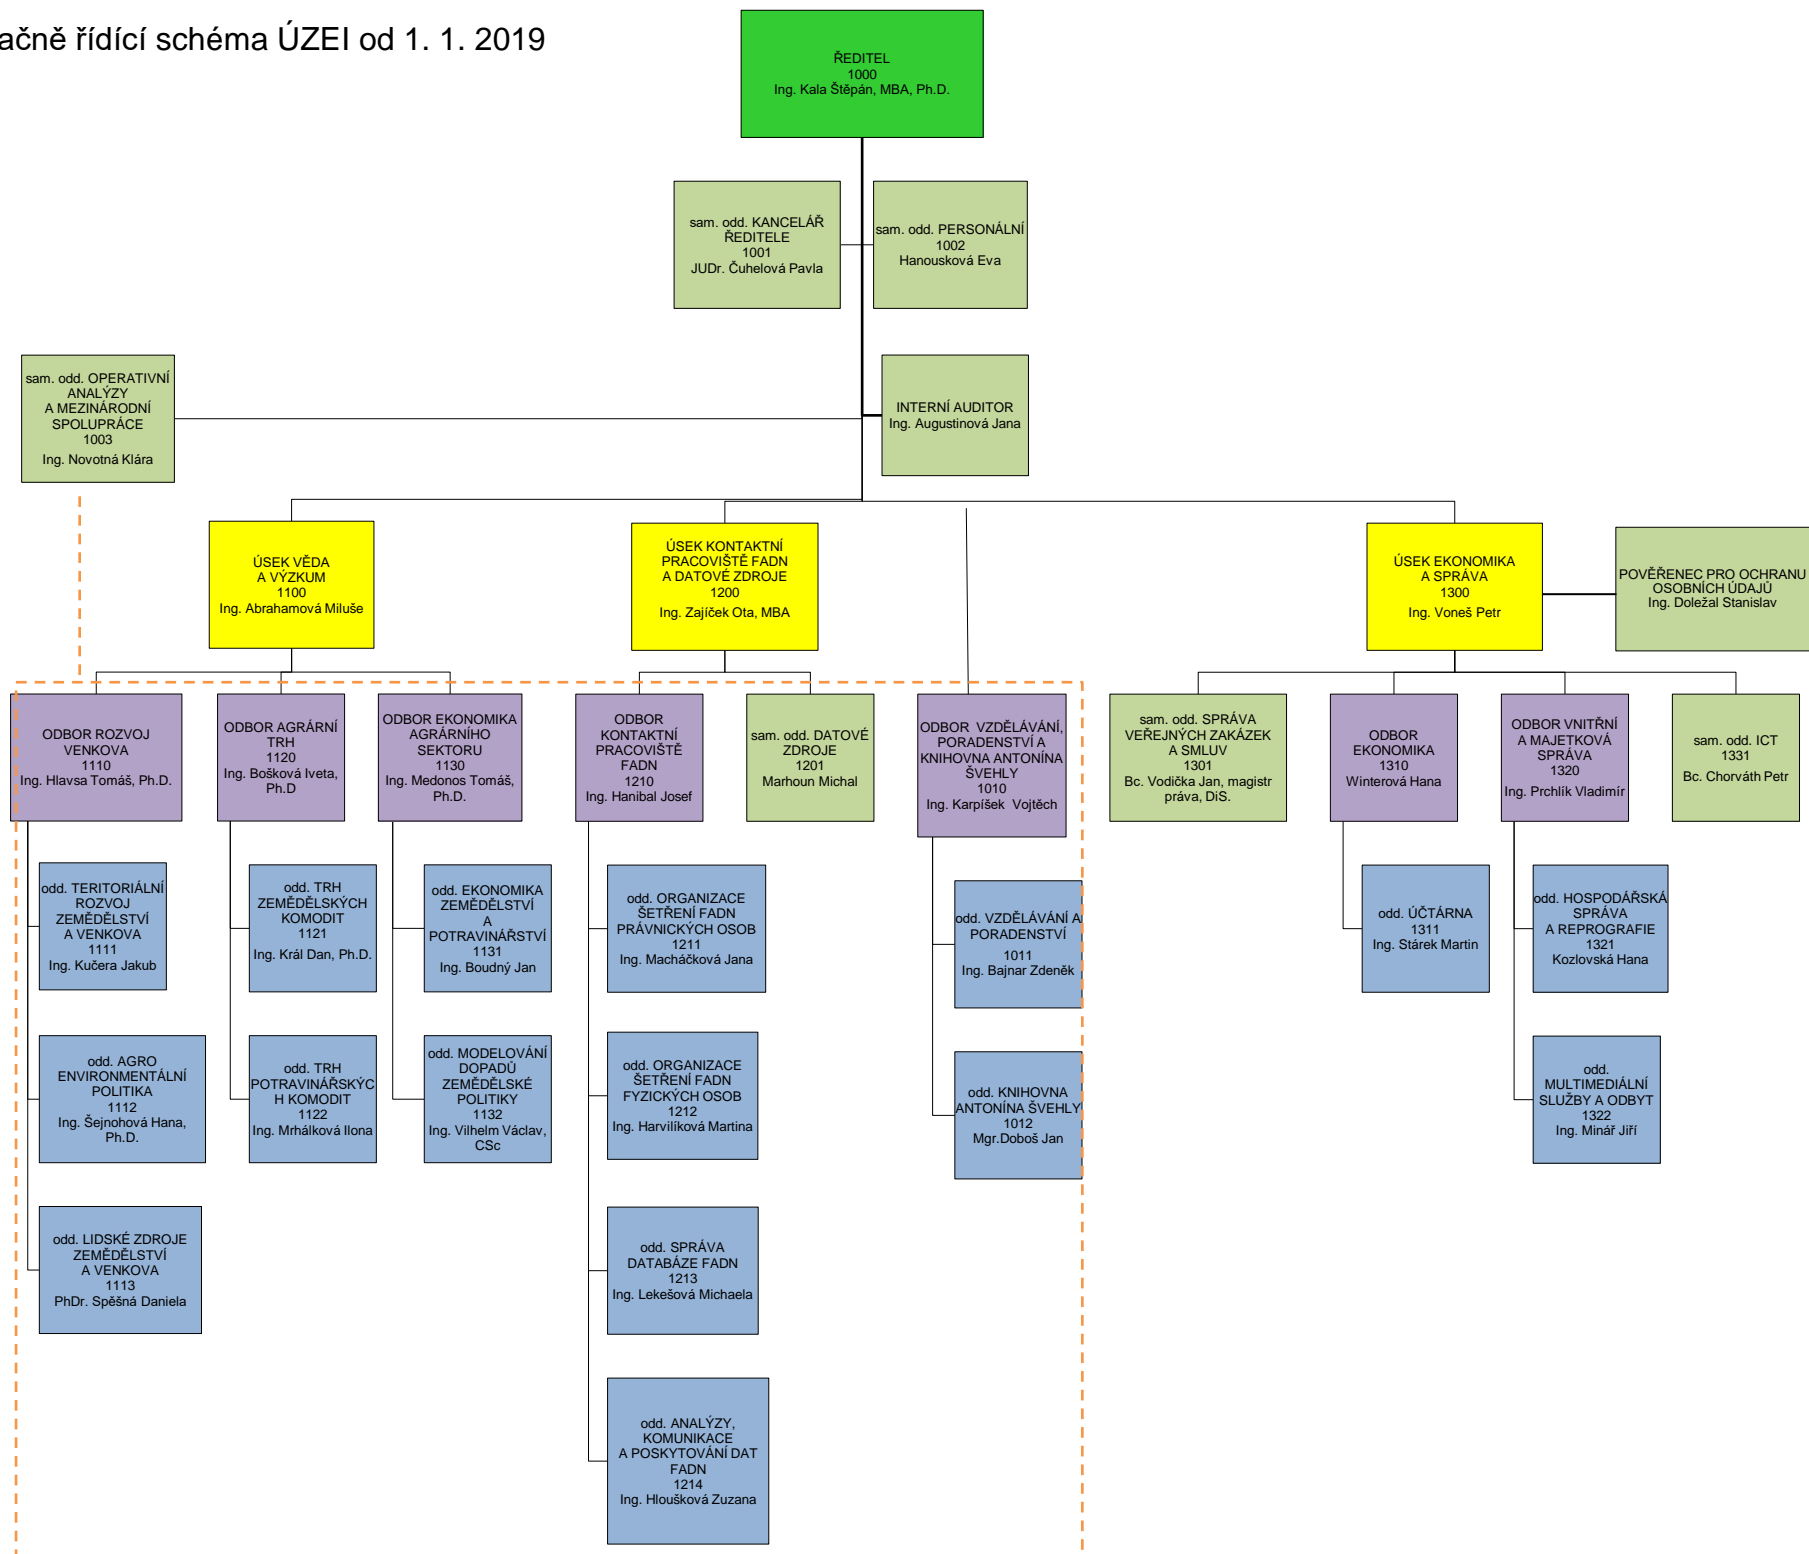 ačně řídící schéma ÚZEI od 1. 1. 2019
ŘEDITEL
1000
Ing. Kala Štěpán, MBA, Ph.D.
sam. odd. KANCELÁŘ
ŘEDITELE
1001
JUDr. Čuhelová Pavla
sam. odd. PERSONÁLNÍ
1002
Hanousková Eva
sam. odd. OPERATIVNÍ
ANALÝZY
A MEZINÁRODNÍ
SPOLUPRÁCE
1003
Ing. Novotná Klára
INTERNÍ AUDITOR
Ing. Augustinová Jana
ÚSEK VĚDA
A VÝZKUM
1100
Ing. Abrahamová Miluše
ÚSEK KONTAKTNÍ
PRACOVIŠTĚ FADN
A DATOVÉ ZDROJE
1200
Ing. Zajíček Ota, MBA
ÚSEK EKONOMIKA
A SPRÁVA
1300
Ing. Voneš Petr
POVĚŘENEC PRO OCHRANU
OSOBNÍCH ÚDAJŮ
Ing. Doležal Stanislav
ODBOR ROZVOJ
VENKOVA
1110
Ing. Hlavsa Tomáš, Ph.D.
ODBOR AGRÁRNÍ
TRH
1120
Ing. Bošková Iveta,
Ph.D
ODBOR EKONOMIKA
AGRÁRNÍHO
SEKTORU
1130
Ing. Medonos Tomáš,
Ph.D.
ODBOR
KONTAKTNÍ
PRACOVIŠTĚ
FADN
1210
Ing. Hanibal Josef
sam. odd. DATOVÉ
ZDROJE
1201
Marhoun Michal
ODBOR  VZDĚLÁVÁNÍ,
PORADENSTVÍ A
KNIHOVNA ANTONÍNA
ŠVEHLY
1010
Ing. Karpíšek  Vojtěch
sam. odd. SPRÁVA
VEŘEJNÝCH ZAKÁZEK
A SMLUV
1301
Bc. Vodička Jan, magistr
práva, DiS.
ODBOR
EKONOMIKA
1310
Winterová Hana
ODBOR VNITŘNÍ
A MAJETKOVÁ
SPRÁVA
1320
Ing. Prchlík Vladimír
sam. odd. ICT
1331
Bc. Chorváth Petr
odd. TERITORIÁLNÍ
ROZVOJ
ZEMĚDĚLSTVÍ
A VENKOVA
1111
Ing. Kučera Jakub
odd. TRH
ZEMĚDĚLSKÝCH
KOMODIT
1121
Ing. Král Dan, Ph.D.
odd. EKONOMIKA
ZEMĚDĚLSTVÍ
A
POTRAVINÁŘSTVÍ
1131
Ing. Boudný Jan
odd. ORGANIZACE
ŠETŘENÍ FADN
PRÁVNICKÝCH OSOB
1211
Ing. Macháčková Jana
odd. VZDĚLÁVÁNÍ A
PORADENSTVÍ
1011
Ing. Bajnar Zdeněk
odd. ÚČTÁRNA
1311
Ing. Stárek Martin
odd. HOSPODÁŘSKÁ
SPRÁVA
A REPROGRAFIE
1321
Kozlovská Hana
odd. AGRO
ENVIRONMENTÁLNÍ
POLITIKA
1112
Ing. Šejnohová Hana,
Ph.D.
odd. TRH
POTRAVINÁŘSKÝC
H KOMODIT
1122
Ing. Mrhálková Ilona
odd. MODELOVÁNÍ
DOPADŮ
ZEMĚDĚLSKÉ
POLITIKY
1132
Ing. Vilhelm Václav,
CSc
odd. ORGANIZACE
ŠETŘENÍ FADN
FYZICKÝCH OSOB
1212
Ing. Harvilíková Martina
odd. KNIHOVNA
ANTONÍNA ŠVEHLY
1012
Mgr.Doboš Jan
odd.
MULTIMEDIÁLNÍ
SLUŽBY A ODBYT
1322
Ing. Minář Jiří
odd. LIDSKÉ ZDROJE
ZEMĚDĚLSTVÍ
A VENKOVA
1113
PhDr. Spěšná Daniela
odd. SPRÁVA
DATABÁZE FADN
1213
Ing. Lekešová Michaela
odd. ANALÝZY,
KOMUNIKACE
A POSKYTOVÁNÍ DAT
FADN
1214
Ing. Hloušková Zuzana